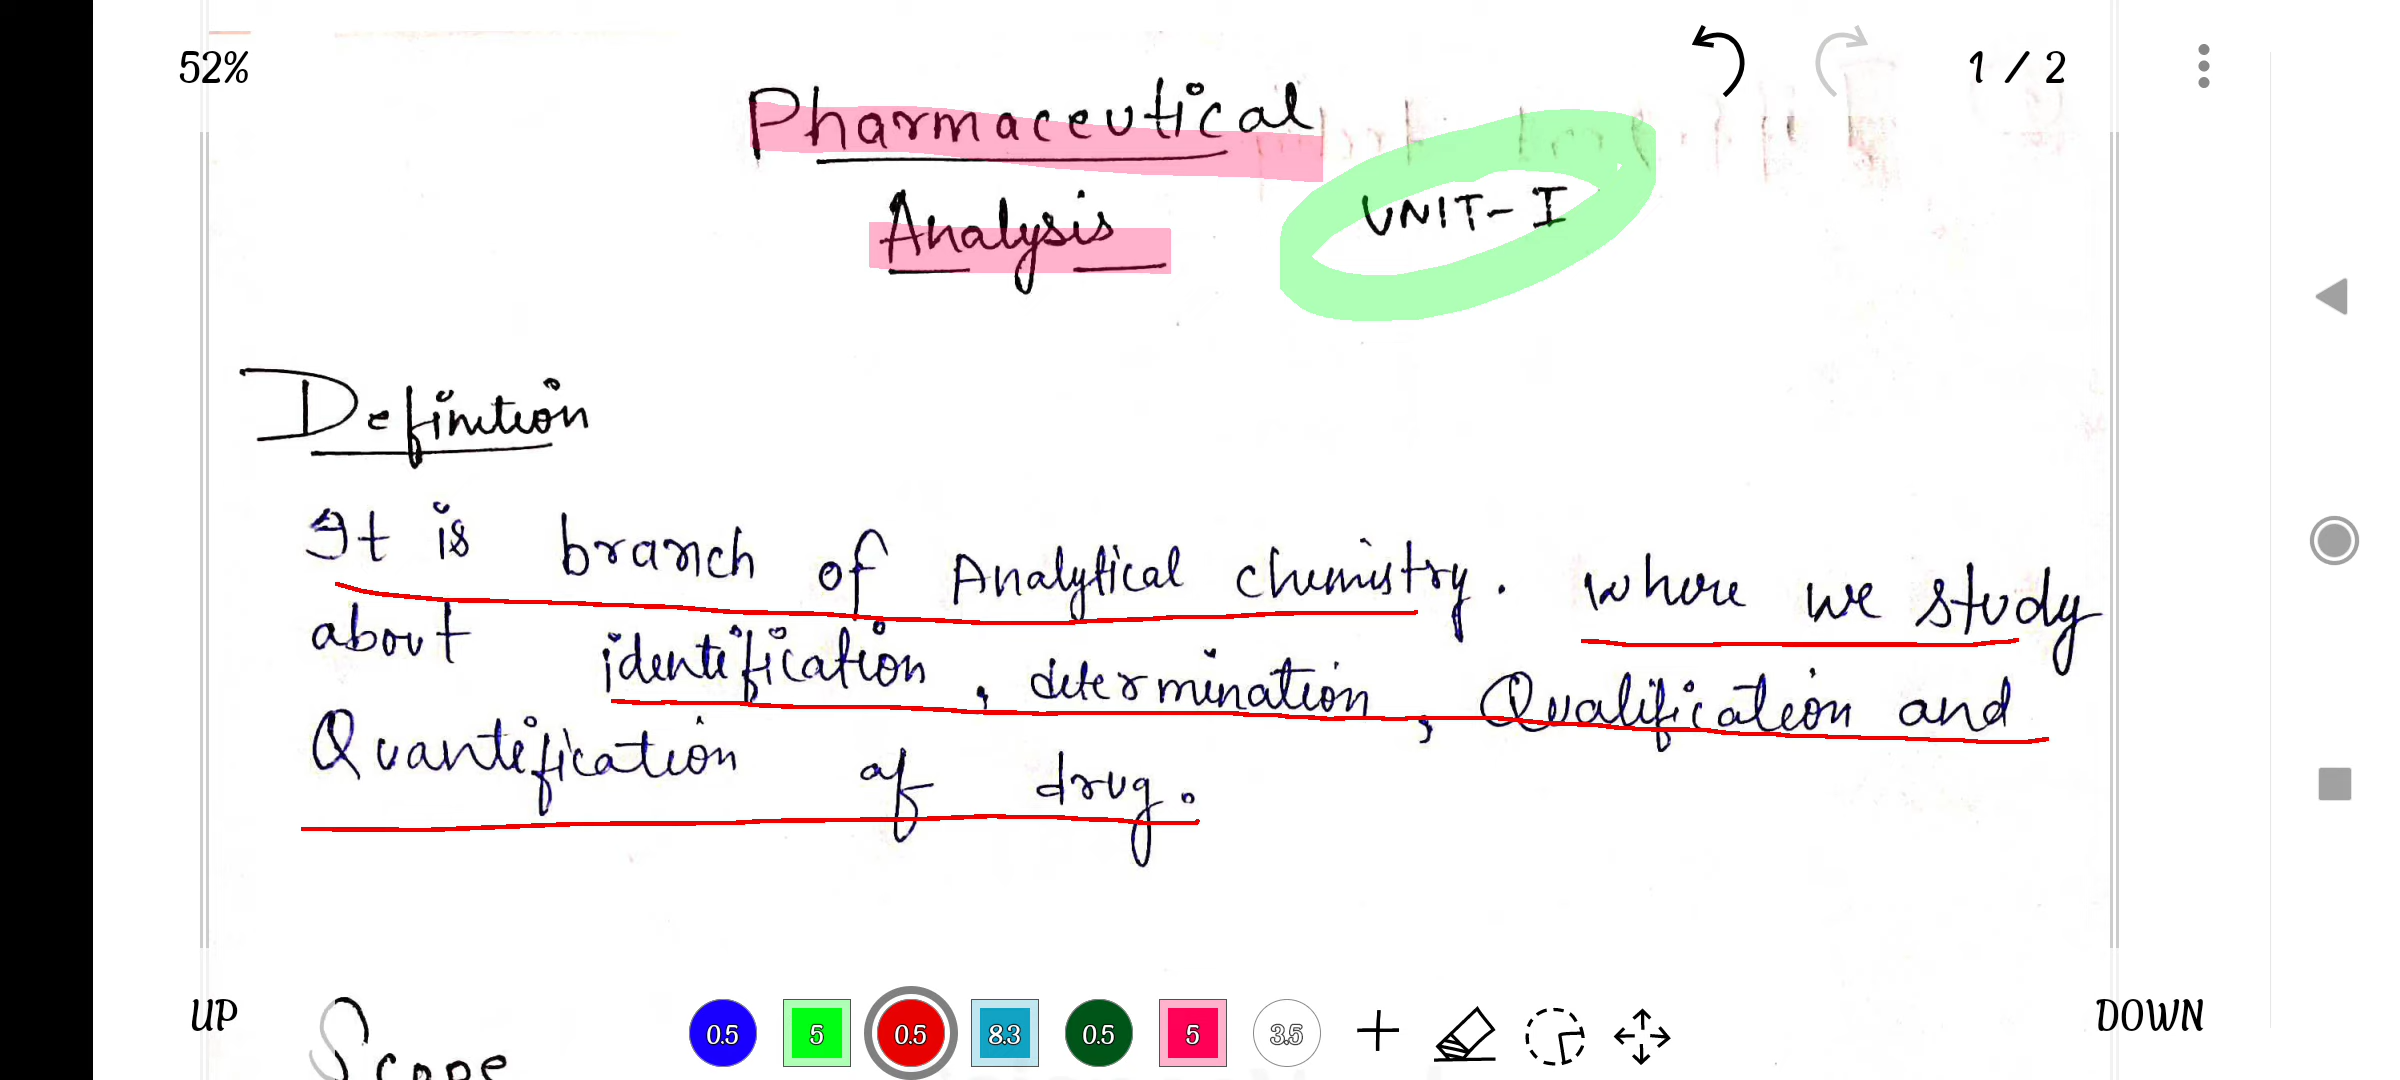 52%
1 / 2
Pharmaceutical
Analysis
UNIT- I
Definition
It is branch of Analytical chemistry. where we study
about identification, determination, Qualification and
Quantification of drug.
Scope
UP
0.5
5
0.5
8.3
0.5
5
3.5
DOWN